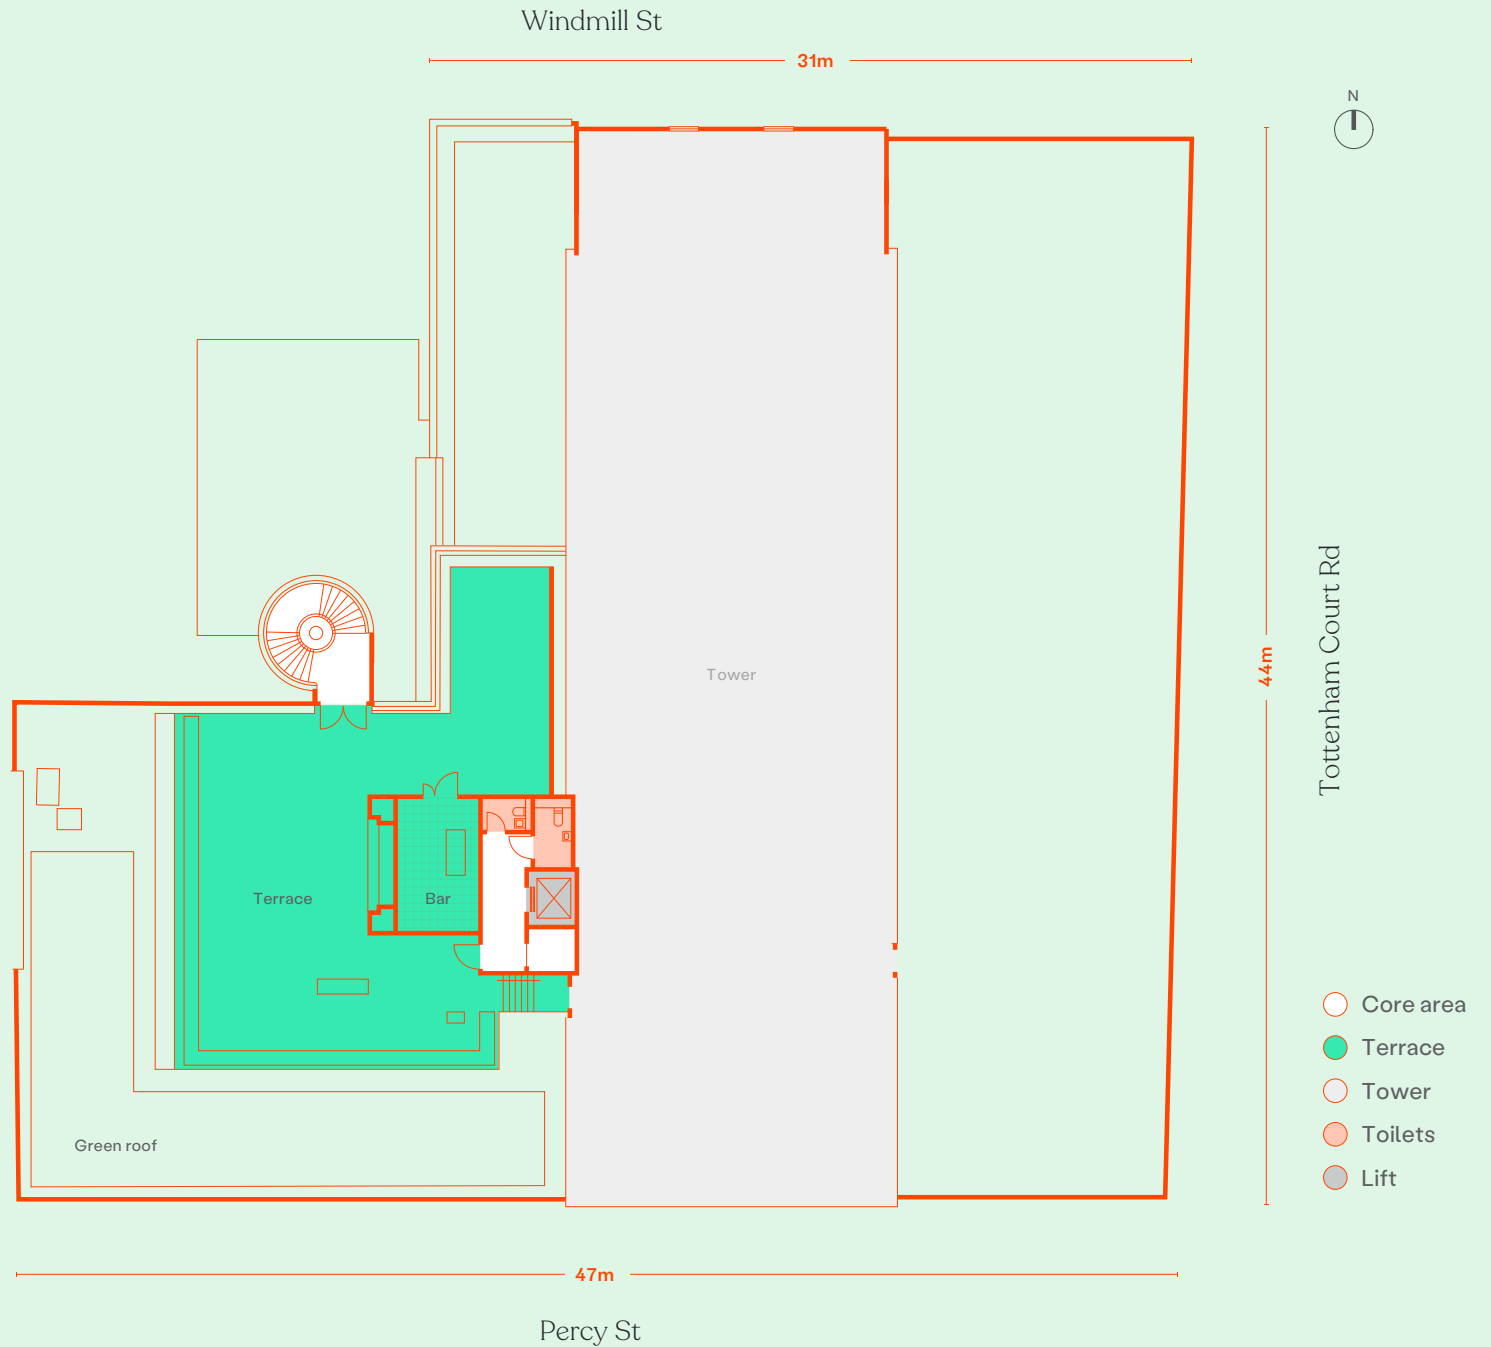 Windmill St
31m
N
Tottenham Court Rd
44m
Tower
Terrace
Bar
Green roof
Core area
Terrace
Tower
Toilets
Lift
47m
Percy St